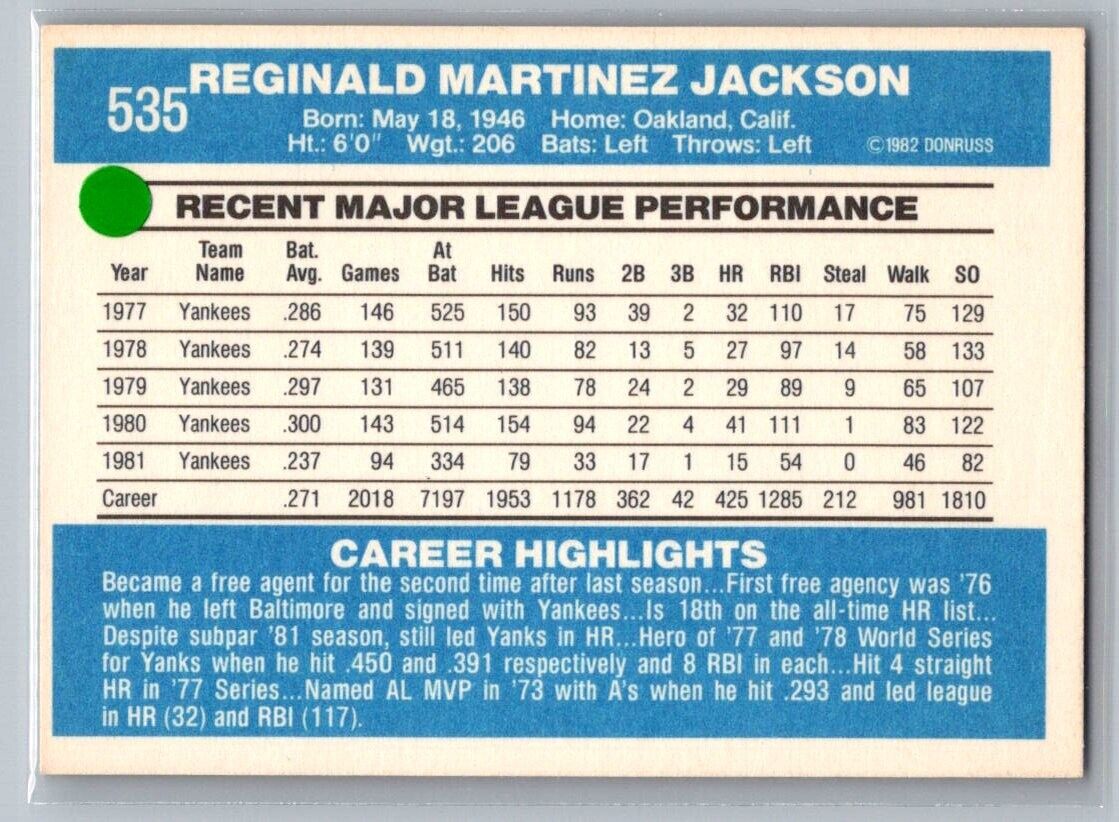 535
REGINALD MARTINEZ JACKSON
Born: May 18, 1946 Home: Oakland, Calif.
Ht.: 6'0" Wgt.: 206 Bats: Left Throws: Left ©1982 DONRUSS
RECENT MAJOR LEAGUE PERFORMANCE
Team Bat. At
Year Name Avg. Games Bat Hits Runs 2B 3B HR RBI Steal Walk SO
1977 Yankees .286 146 525 150 93 39 2 32 110 17 75 129
1978 Yankees .274 139 511 140 82 13 5 27 97 14 58 133
1979 Yankees .297 131 465 138 78 24 2 29 89 9 65 107
1980 Yankees .300 143 514 154 94 22 4 41 111 1 83 122
1981 Yankees .237 94 334 79 33 17 1 15 54 0 46 82
Career .271 2018 7197 1953 1178 362 42 425 1285 212 981 1810
CAREER HIGHLIGHTS
Became a free agent for the second time after last season...First free agency was '76
when he left Baltimore and signed with Yankees...Is 18th on the all-time HR list...
Despite subpar '81 season, still led Yanks in HR...Hero of '77 and '78 World Series
for Yanks when he hit .450 and .391 respectively and 8 RBI in each...Hit 4 straight
HR in '77 Series...Named AL MVP in '73 with A's when he hit .293 and led league
in HR (32) and RBI (117).